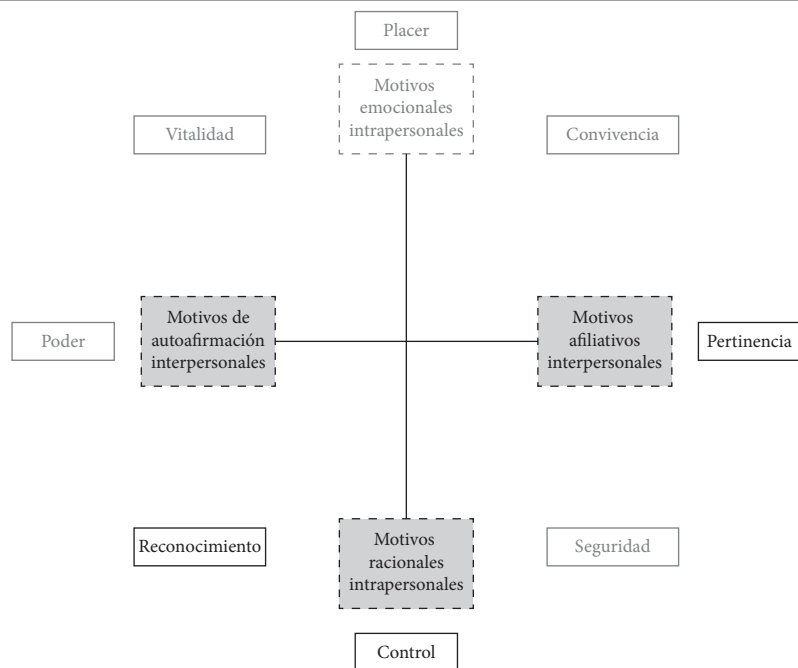 Placer
Motivos
emocionales
intrapersonales
Vitalidad
Convivencia
Poder
Motivos de
autoafirmación
interpersonales
Motivos
afiliativos
interpersonales
Pertinencia
Reconocimiento
Motivos
racionales
intrapersonales
Seguridad
Control